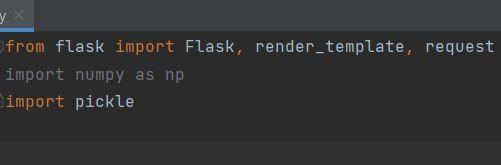 y
from flask import Flask, render_template, request
import numpy as np
import pickle